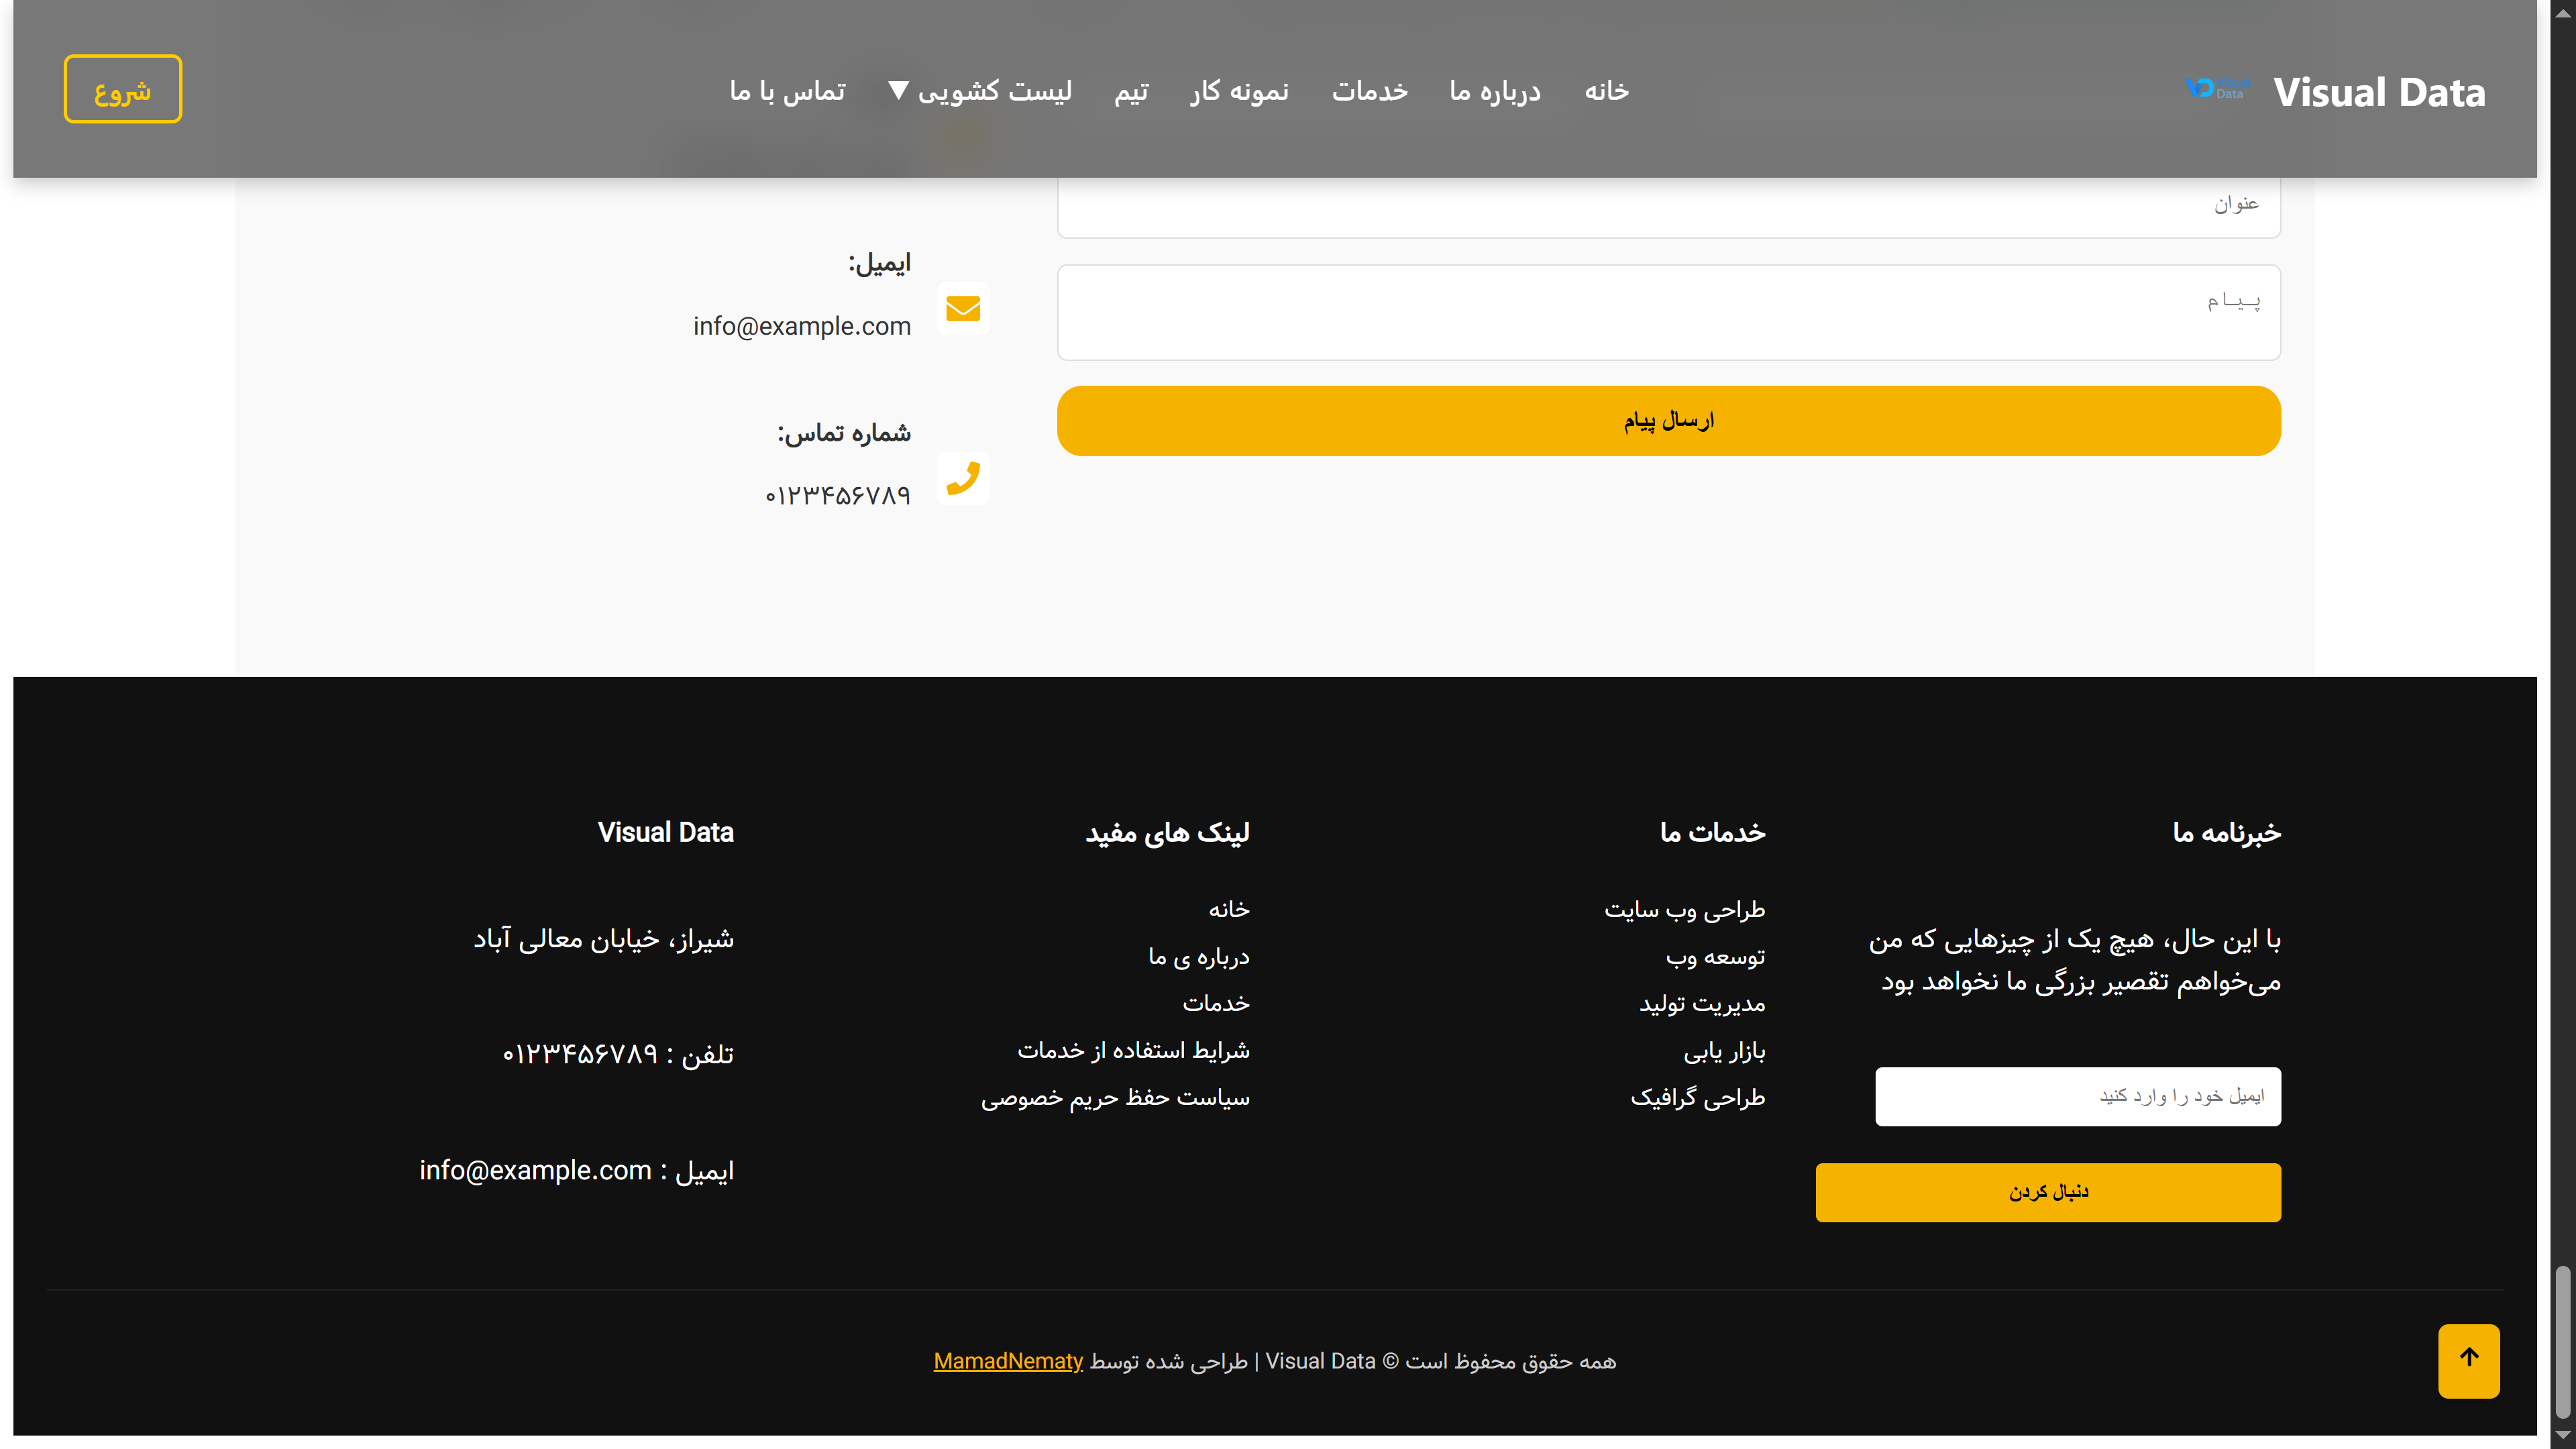 Visual Data
Visual Data
خانه
درباره ما
خدمات
نمونه کار
تیم
لیست کشویی ▼
تماس با ما
شروع
عنوان
پیام
ارسال پیام
ایمیل:
info@example.com
شماره تماس:
۰۱۲۳۴۵۶۷۸۹
خبرنامه ما
با این حال، هیچ یک از چیزهایی که من
می‌خواهم تقصیر بزرگی ما نخواهد بود
ایمیل خود را وارد کنید
دنبال کردن
خدمات ما
طراحی وب سایت
توسعه وب
مدیریت تولید
بازار یابی
طراحی گرافیک
لینک های مفید
خانه
درباره ی ما
خدمات
شرایط استفاده از خدمات
سیاست حفظ حریم خصوصی
Visual Data
شیراز، خیابان معالی آباد
تلفن : ۰۱۲۳۴۵۶۷۸۹
ایمیل : info@example.com
همه حقوق محفوظ است © Visual Data | طراحی شده توسط MamadNematy